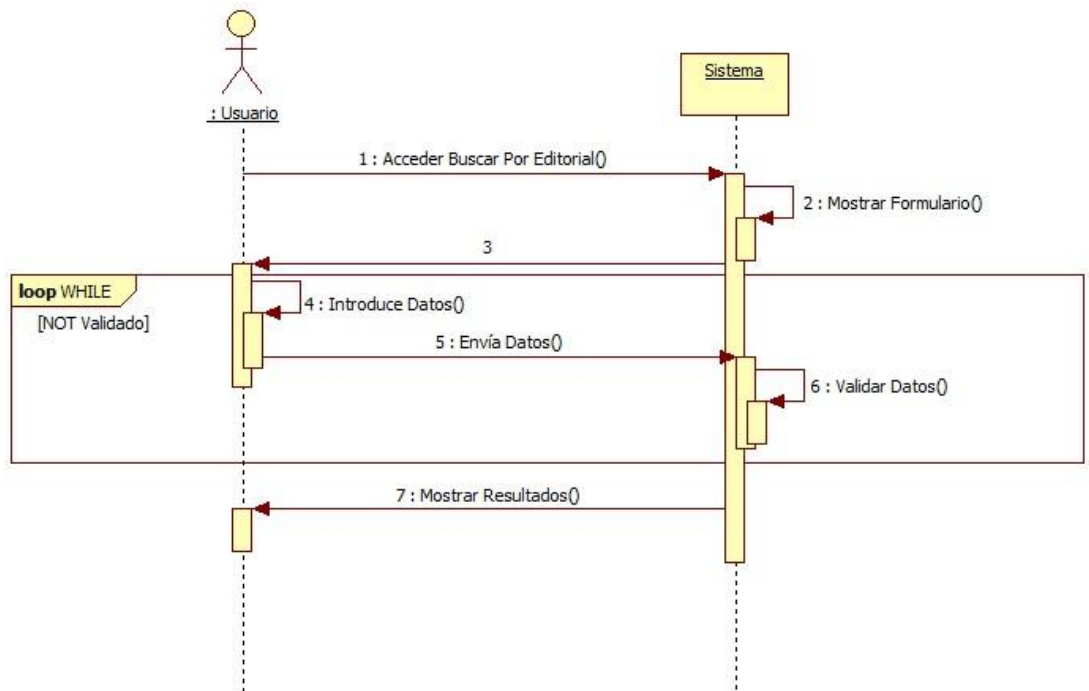 Sistema
: Usuario
1 : Acceder Buscar Por Editorial()
2 : Mostrar Formulario()
3
loop WHILE
[NOT Validado]
4 : Introduce Datos()
5 : Envía Datos()
6 : Validar Datos()
7 : Mostrar Resultados()